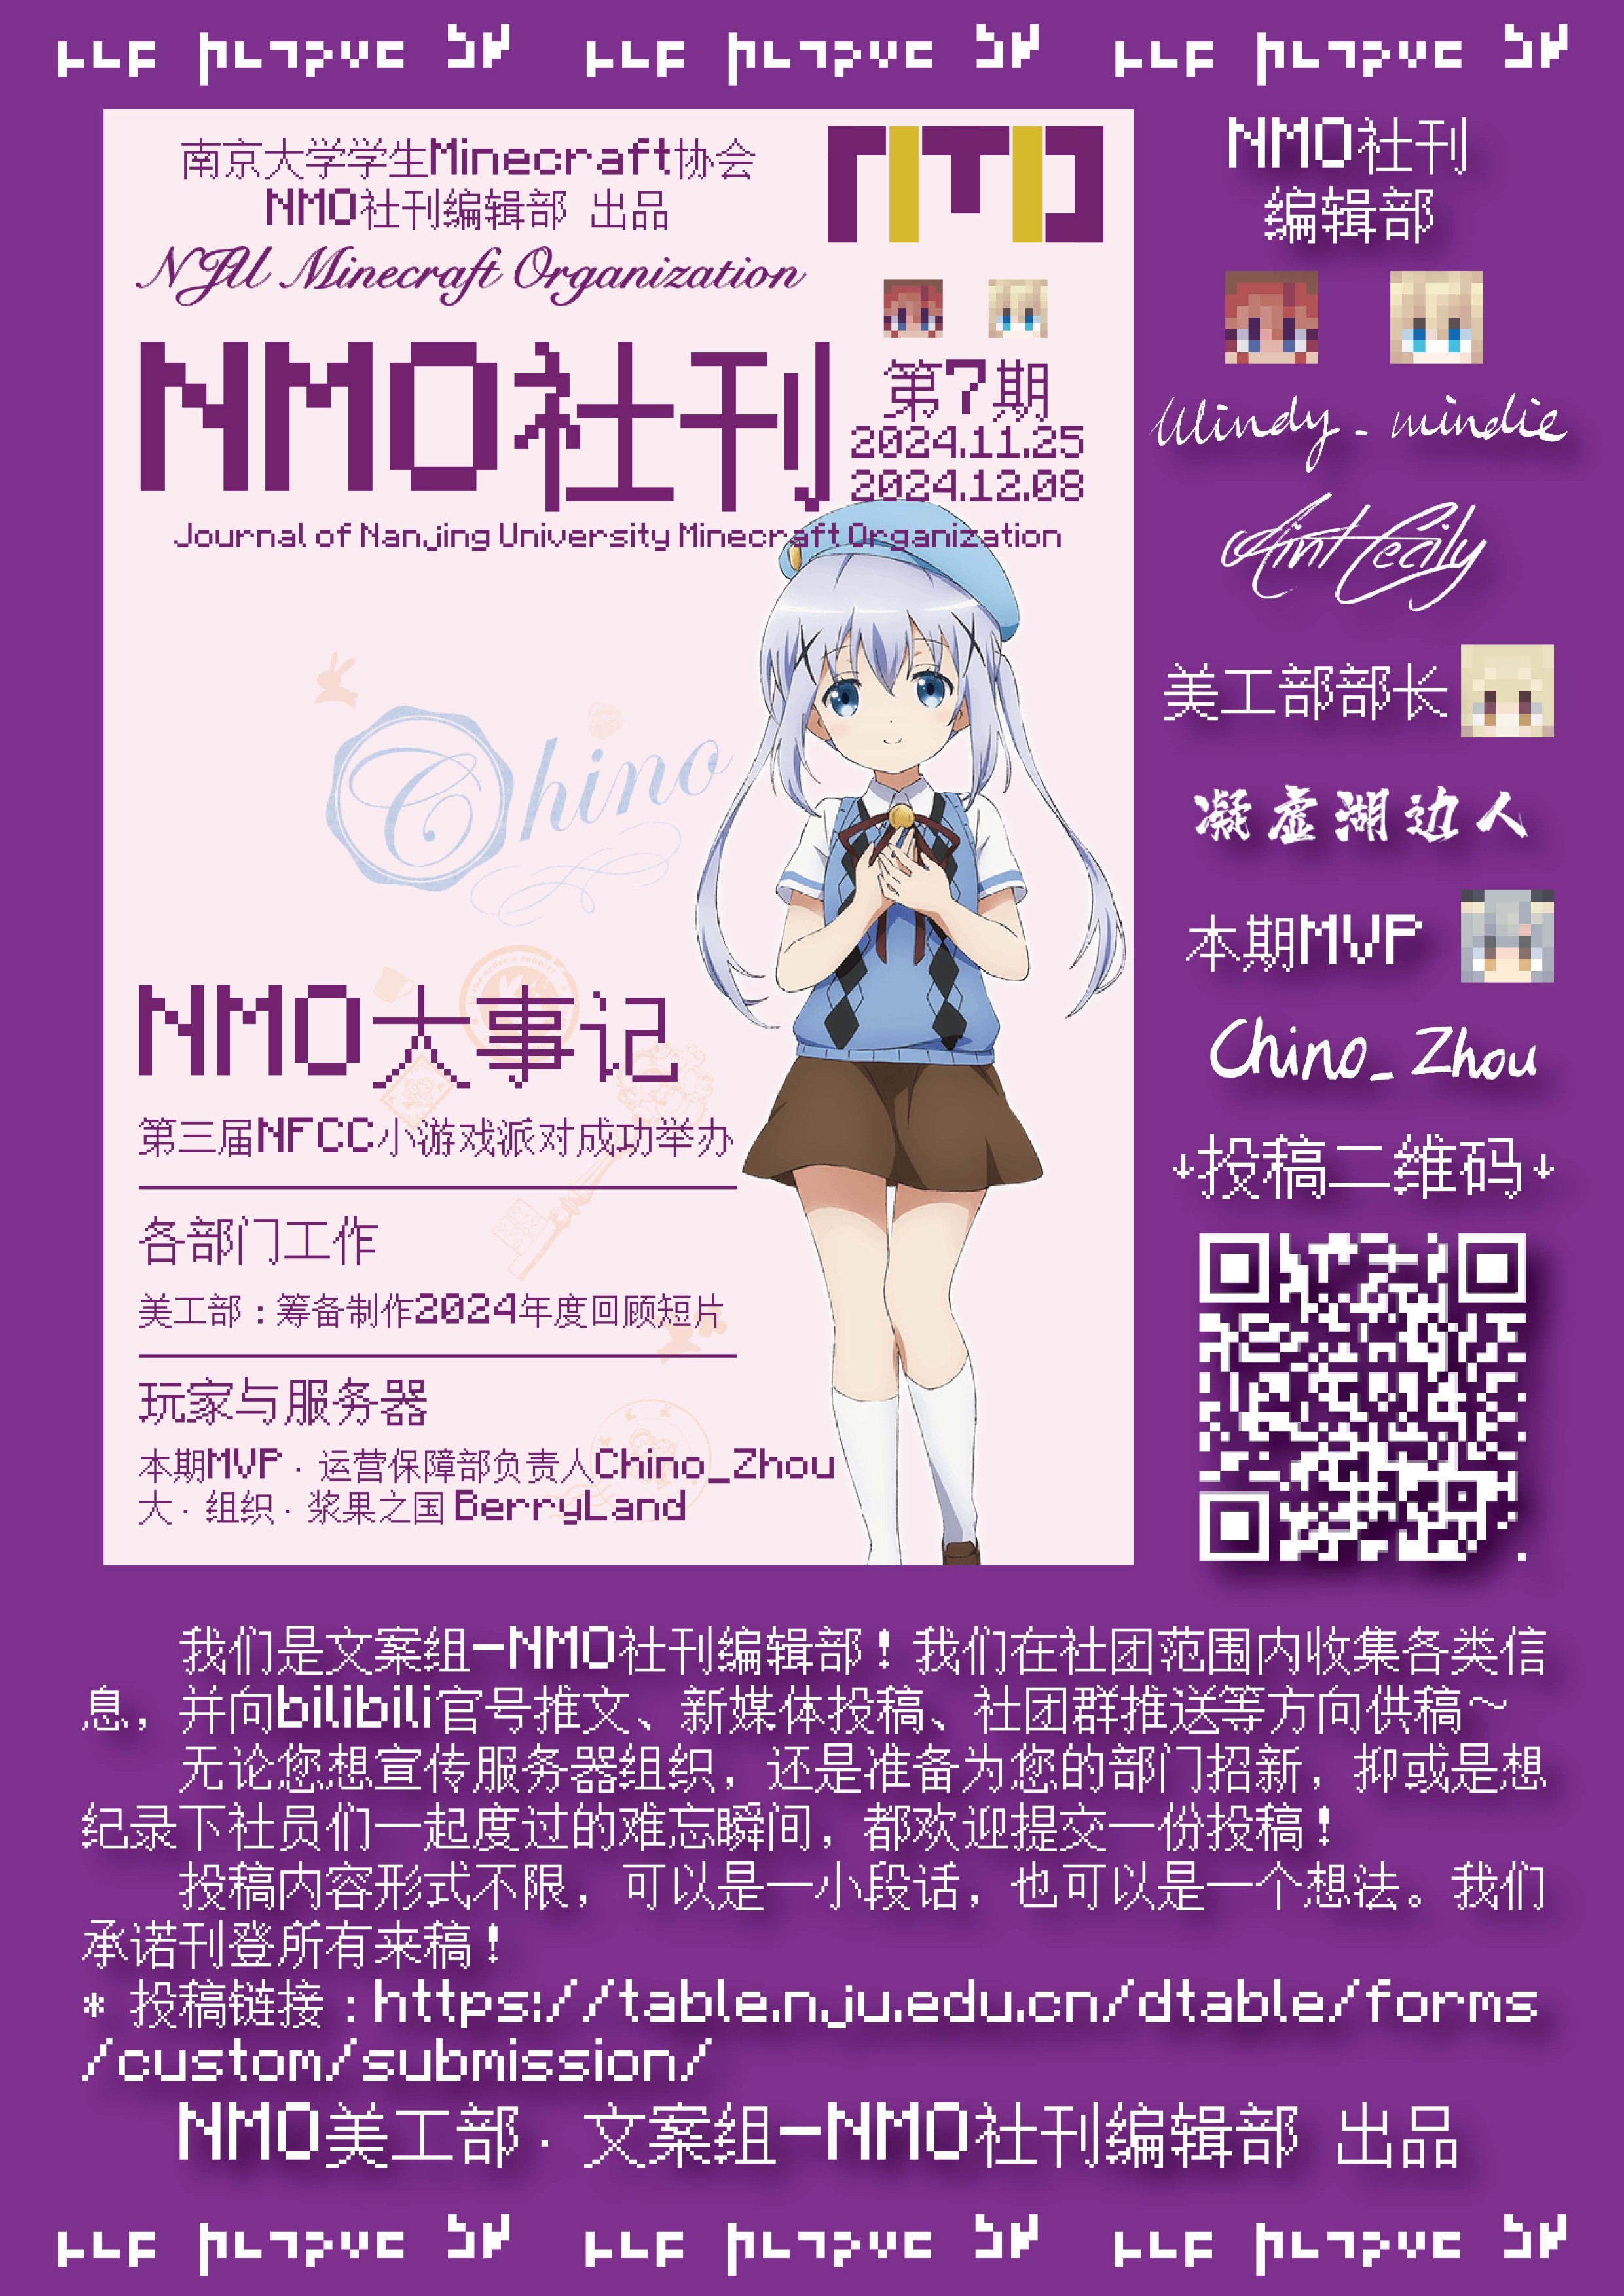 南京大学学生Minecraft协会
NMO社刊编辑部 出品
NJU Minecraft Organization
NMO
NMO社刊
第7期
2024.11.25
2024.12.08
Journal of Nanjing University Minecraft Organization
Chino
NMO大事记
第三届NFCC小游戏派对成功举办
各部门工作
美工部：筹备制作2024年度回顾短片
玩家与服务器
本期MVP · 运营保障部负责人Chino_Zhou
大 · 组织 · 浆果之国 BerryLand
NMO社刊
编辑部
Windy_mindie
AintCecily
美工部部长
凝虚湖边人
本期MVP
Chino_Zhou
↓投稿二维码↓
我们是文案组-NMO社刊编辑部！我们在社团范围内收集各类信
息，并向bilibili官号推文、新媒体投稿、社团群推送等方向供稿～
无论您想宣传服务器组织，还是准备为您的部门招新，抑或是想
纪录下社员们一起度过的难忘瞬间，都欢迎提交一份投稿！
投稿内容形式不限，可以是一小段话，也可以是一个想法。我们
承诺刊登所有来稿！
* 投稿链接：https://table.nju.edu.cn/dtable/forms
/custom/submission/
NMO美工部 · 文案组-NMO社刊编辑部 出品